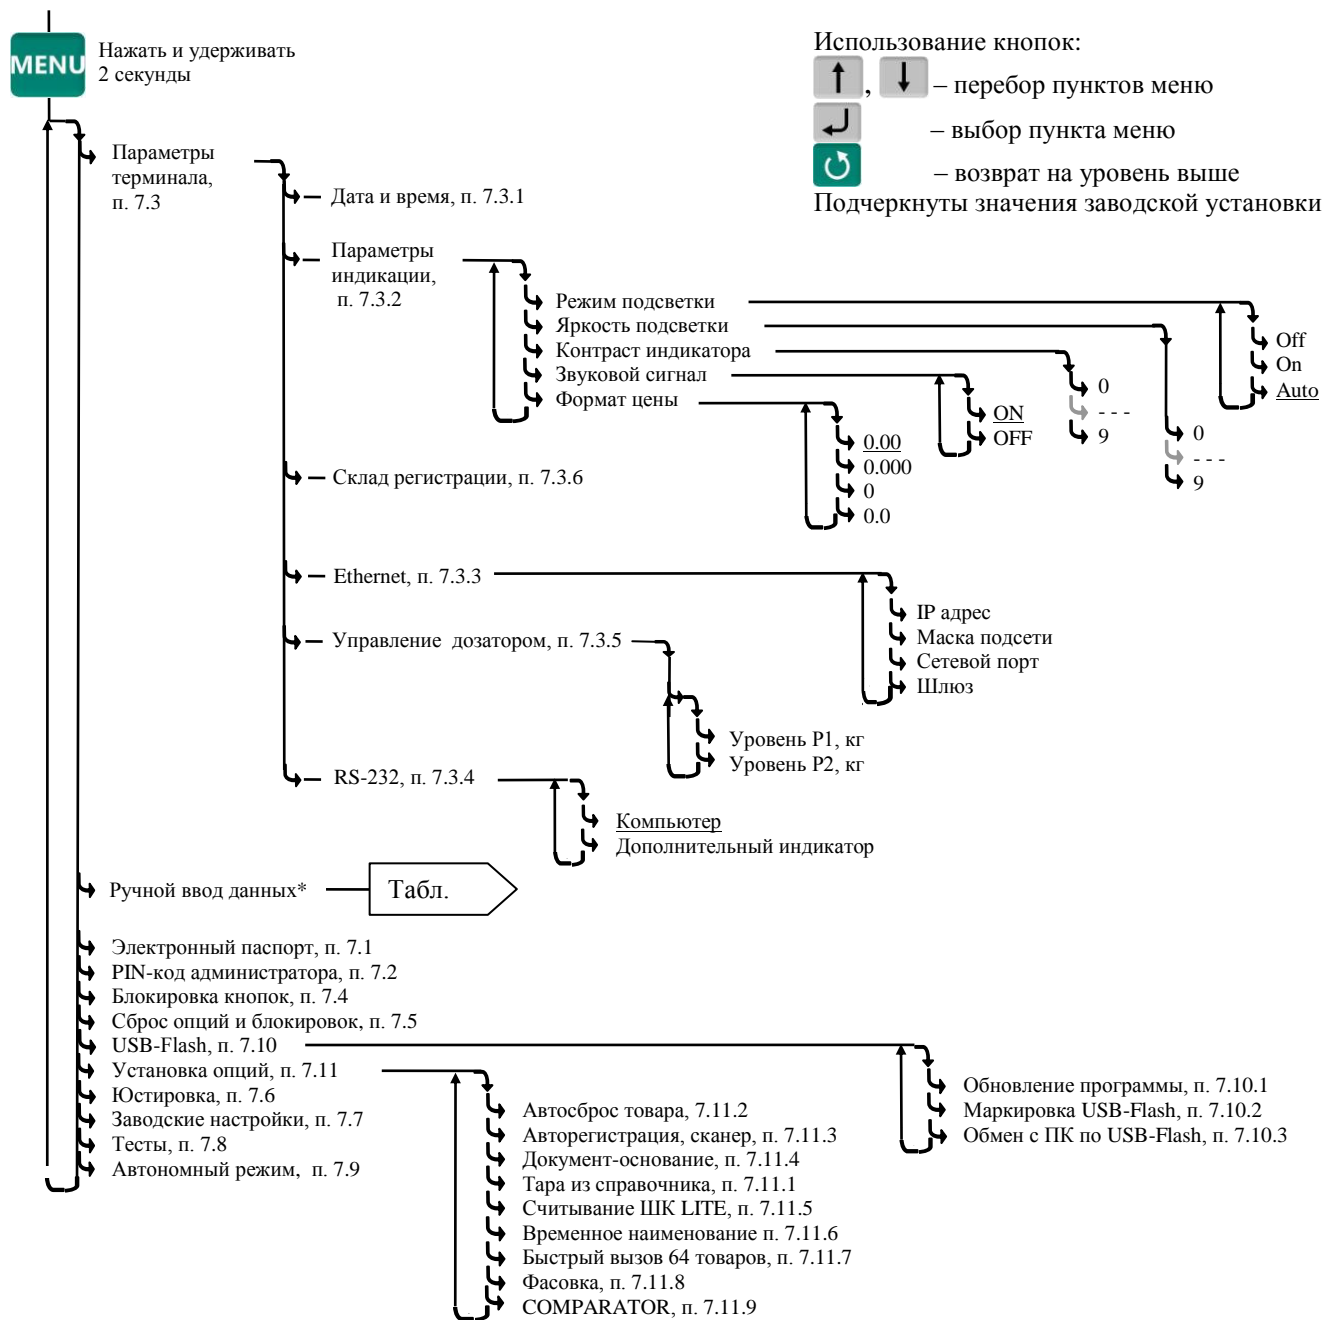 MENU
Нажать и удерживать
2 секунды
Использование кнопок:
, – перебор пунктов меню
– выбор пункта меню
– возврат на уровень выше
Подчеркнуты значения заводской установки
Параметры
терминала,
п. 7.3
Дата и время, п. 7.3.1
Параметры
индикации,
п. 7.3.2
Режим подсветки
Яркость подсветки
Контраст индикатора
Звуковой сигнал
Формат цены
Off
On
Auto
0
- - -
9
0
- - -
9
ON
OFF
0.00
0.000
0
0.0
Склад регистрации, п. 7.3.6
Ethernet, п. 7.3.3
IP адрес
Маска подсети
Сетевой порт
Шлюз
Управление дозатором, п. 7.3.5
Уровень P1, кг
Уровень P2, кг
RS-232, п. 7.3.4
Компьютер
Дополнительный индикатор
Ручной ввод данных*
Табл.
Электронный паспорт, п. 7.1
PIN-код администратора, п. 7.2
Блокировка кнопок, п. 7.4
Сброс опций и блокировок, п. 7.5
USB-Flash, п. 7.10
Установка опций, п. 7.11
Юстировка, п. 7.6
Заводские настройки, п. 7.7
Тесты, п. 7.8
Автономный режим, п. 7.9
Обновление программы, п. 7.10.1
Маркировка USB-Flash, п. 7.10.2
Обмен с ПК по USB-Flash, п. 7.10.3
Автосброс товара, 7.11.2
Авторегистрация, сканер, п. 7.11.3
Документ-основание, п. 7.11.4
Тара из справочника, п. 7.11.1
Считывание ШК LITE, п. 7.11.5
Временное наименование п. 7.11.6
Быстрый вызов 64 товаров, п. 7.11.7
Фасовка, п. 7.11.8
COMPARATOR, п. 7.11.9